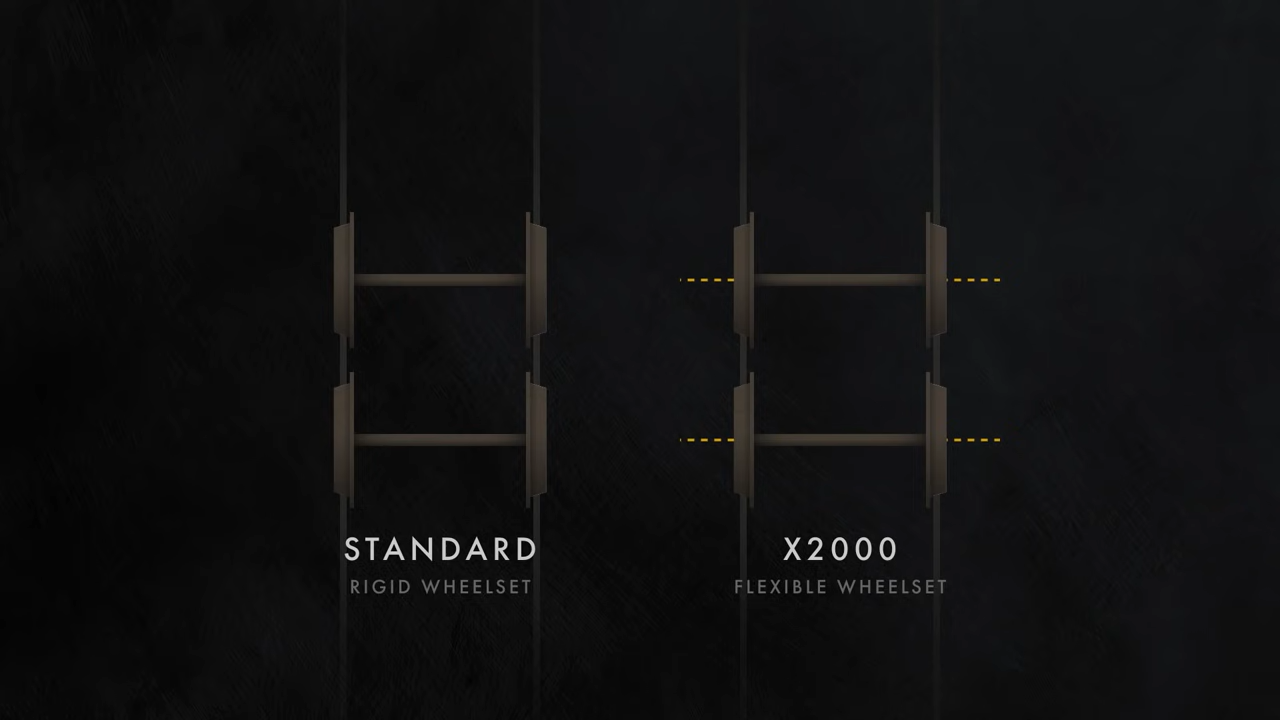 STANDARD
RIGID WHEELSET
X2000
FLEXIBLE WHEELSET